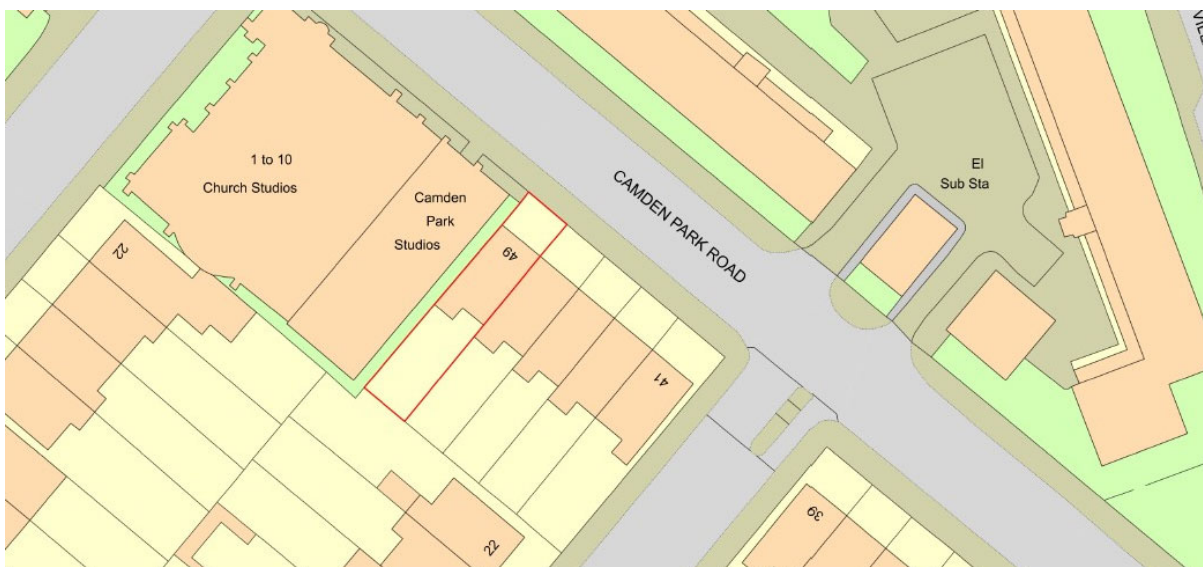 1 to 10
Church Studios
Camden
Park
Studios
CAMDEN PARK ROAD
El
Sub Sta
22
49
41
39
22